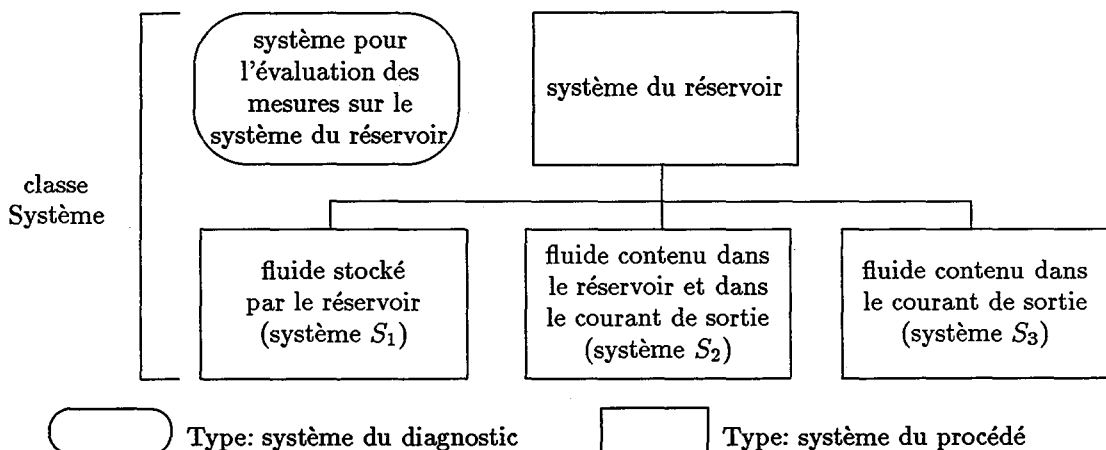 système pour
l'évaluation des
mesures sur le
système du réservoir
système du réservoir
classe
Système
fluide stocké
par le réservoir
(système S₁)
fluide contenu dans
le réservoir et dans
le courant de sortie
(système S₂)
fluide contenu dans
le courant de sortie
(système S₃)
Type: système du diagnostic
Type: système du procédé